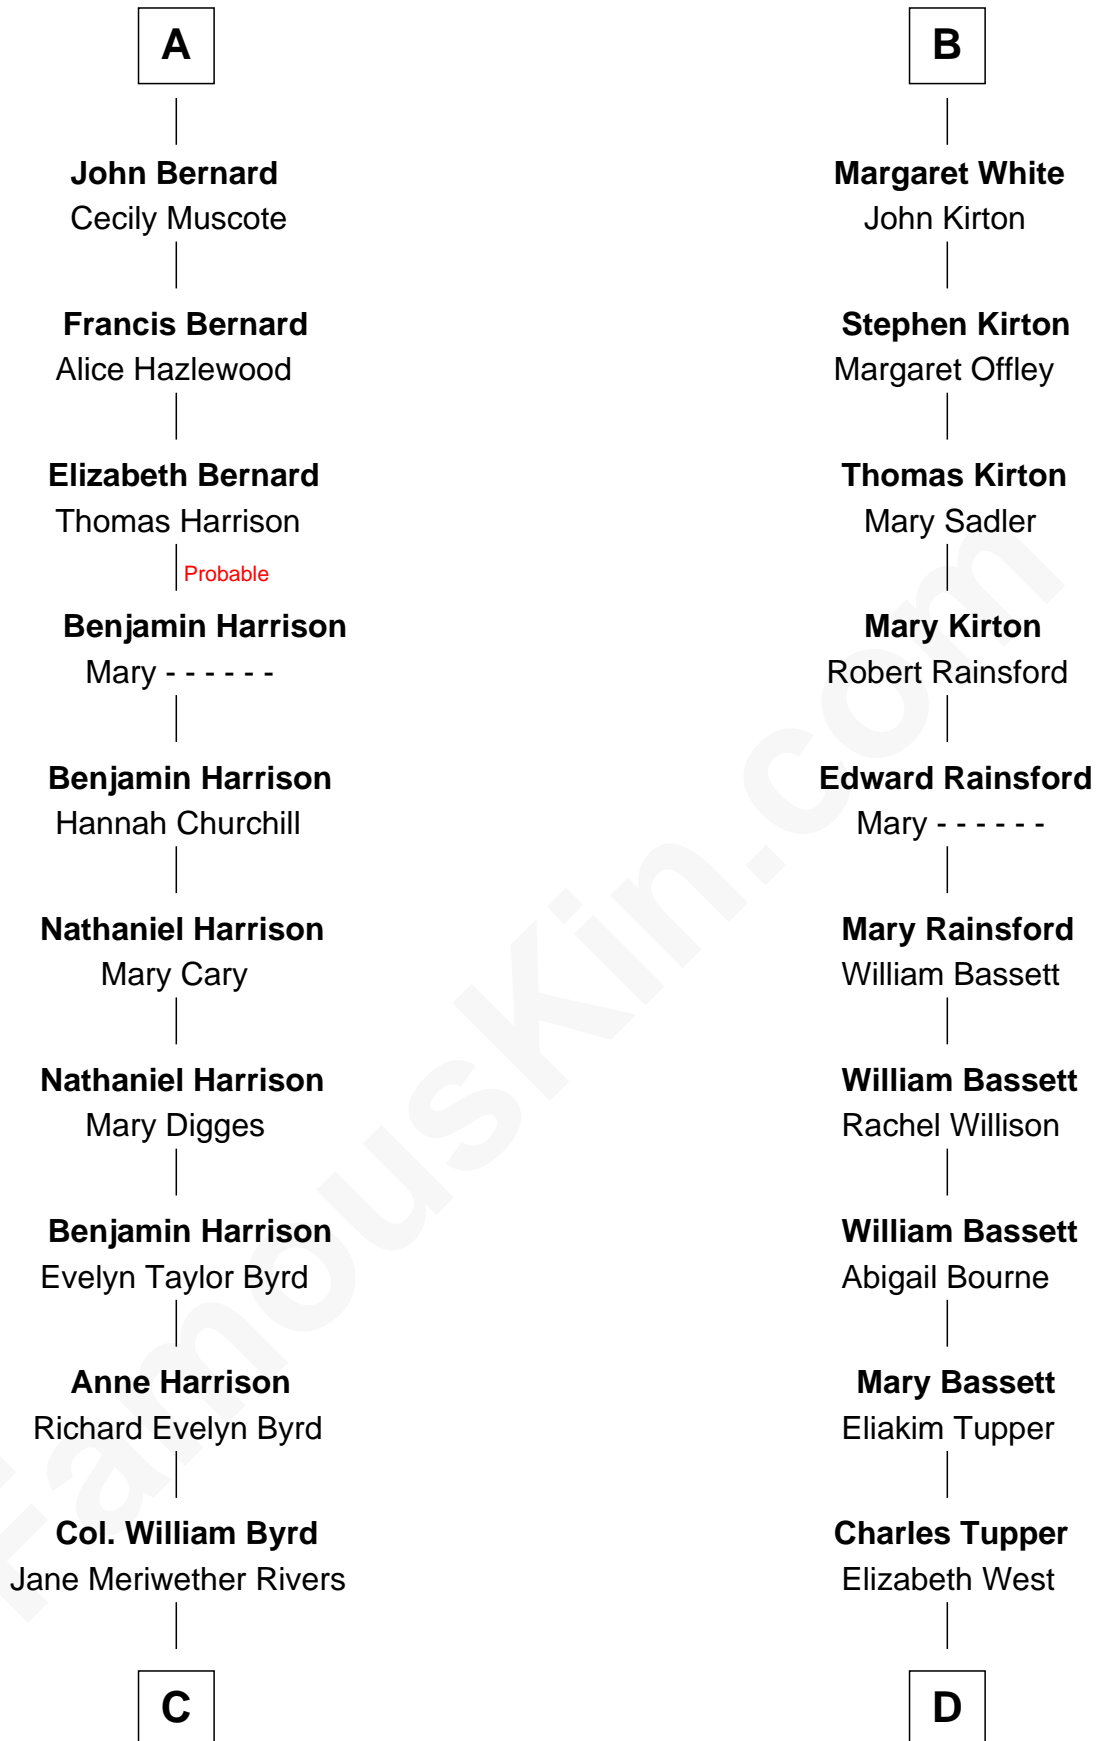 A
John Bernard
Cecily Muscote
Francis Bernard
Alice Hazlewood
Elizabeth Bernard
Thomas Harrison
Probable
Benjamin Harrison
Mary - - - - - -
Benjamin Harrison
Hannah Churchill
Nathaniel Harrison
Mary Cary
Nathaniel Harrison
Mary Digges
Benjamin Harrison
Evelyn Taylor Byrd
Anne Harrison
Richard Evelyn Byrd
Col. William Byrd
Jane Meriwether Rivers
C
B
Margaret White
John Kirton
Stephen Kirton
Margaret Offley
Thomas Kirton
Mary Sadler
Mary Kirton
Robert Rainsford
Edward Rainsford
Mary - - - - - -
Mary Rainsford
William Bassett
William Bassett
Rachel Willison
William Bassett
Abigail Bourne
Mary Bassett
Eliakim Tupper
Charles Tupper
Elizabeth West
D
FamousKin.com